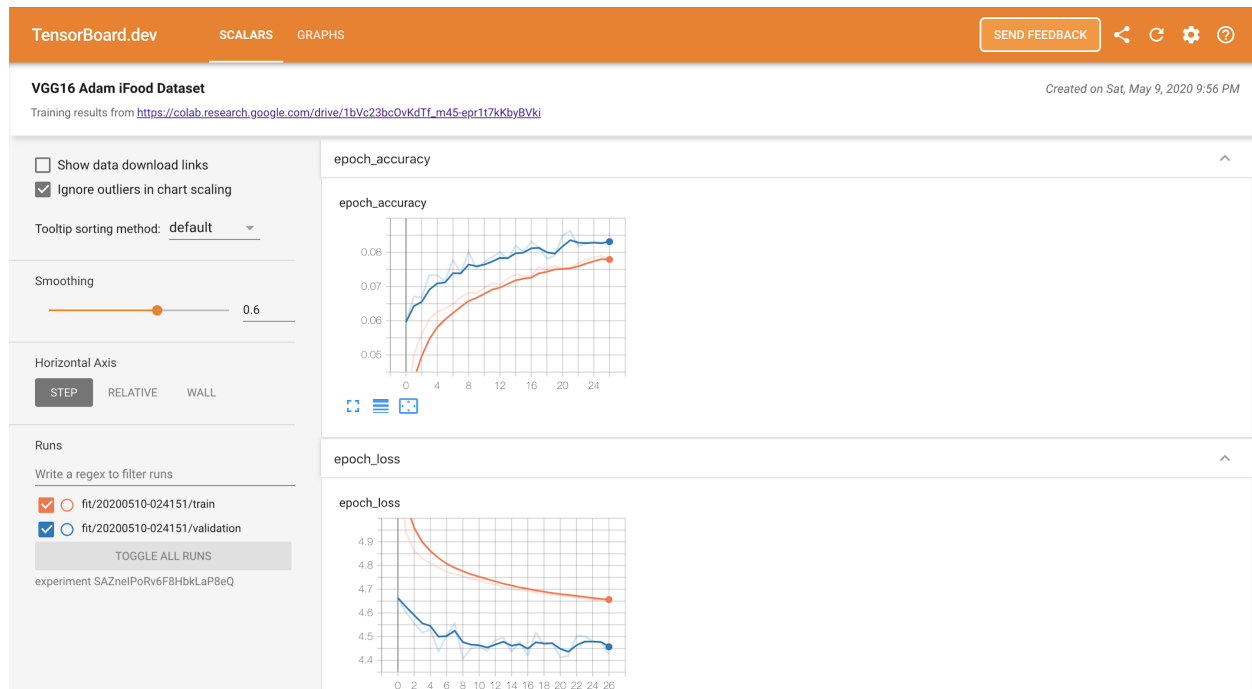 TensorBoard.dev SCALARS GRAPHS SEND FEEDBACK
VGG16 Adam iFood Dataset
Created on Sat, May 9, 2020 9:56 PM
Training results from https://colab.research.google.com/drive/1bVc23bcOvKdTf_m45-epr1t7kKbyBVki
Show data download links
Ignore outliers in chart scaling
Tooltip sorting method: default
Smoothing
0.6
Horizontal Axis
STEP RELATIVE WALL
Runs
Write a regex to filter runs
fit/20200510-024151/train
fit/20200510-024151/validation
TOGGLE ALL RUNS
experiment SAZnelPoRv6F8HbkLaP8eQ
epoch_accuracy
epoch_accuracy
0.08
0.07
0.06
0.05
0 4 8 12 16 20 24
epoch_loss
epoch_loss
4.9
4.8
4.7
4.6
4.5
4.4
0 2 4 6 8 10 12 14 16 18 20 22 24 26